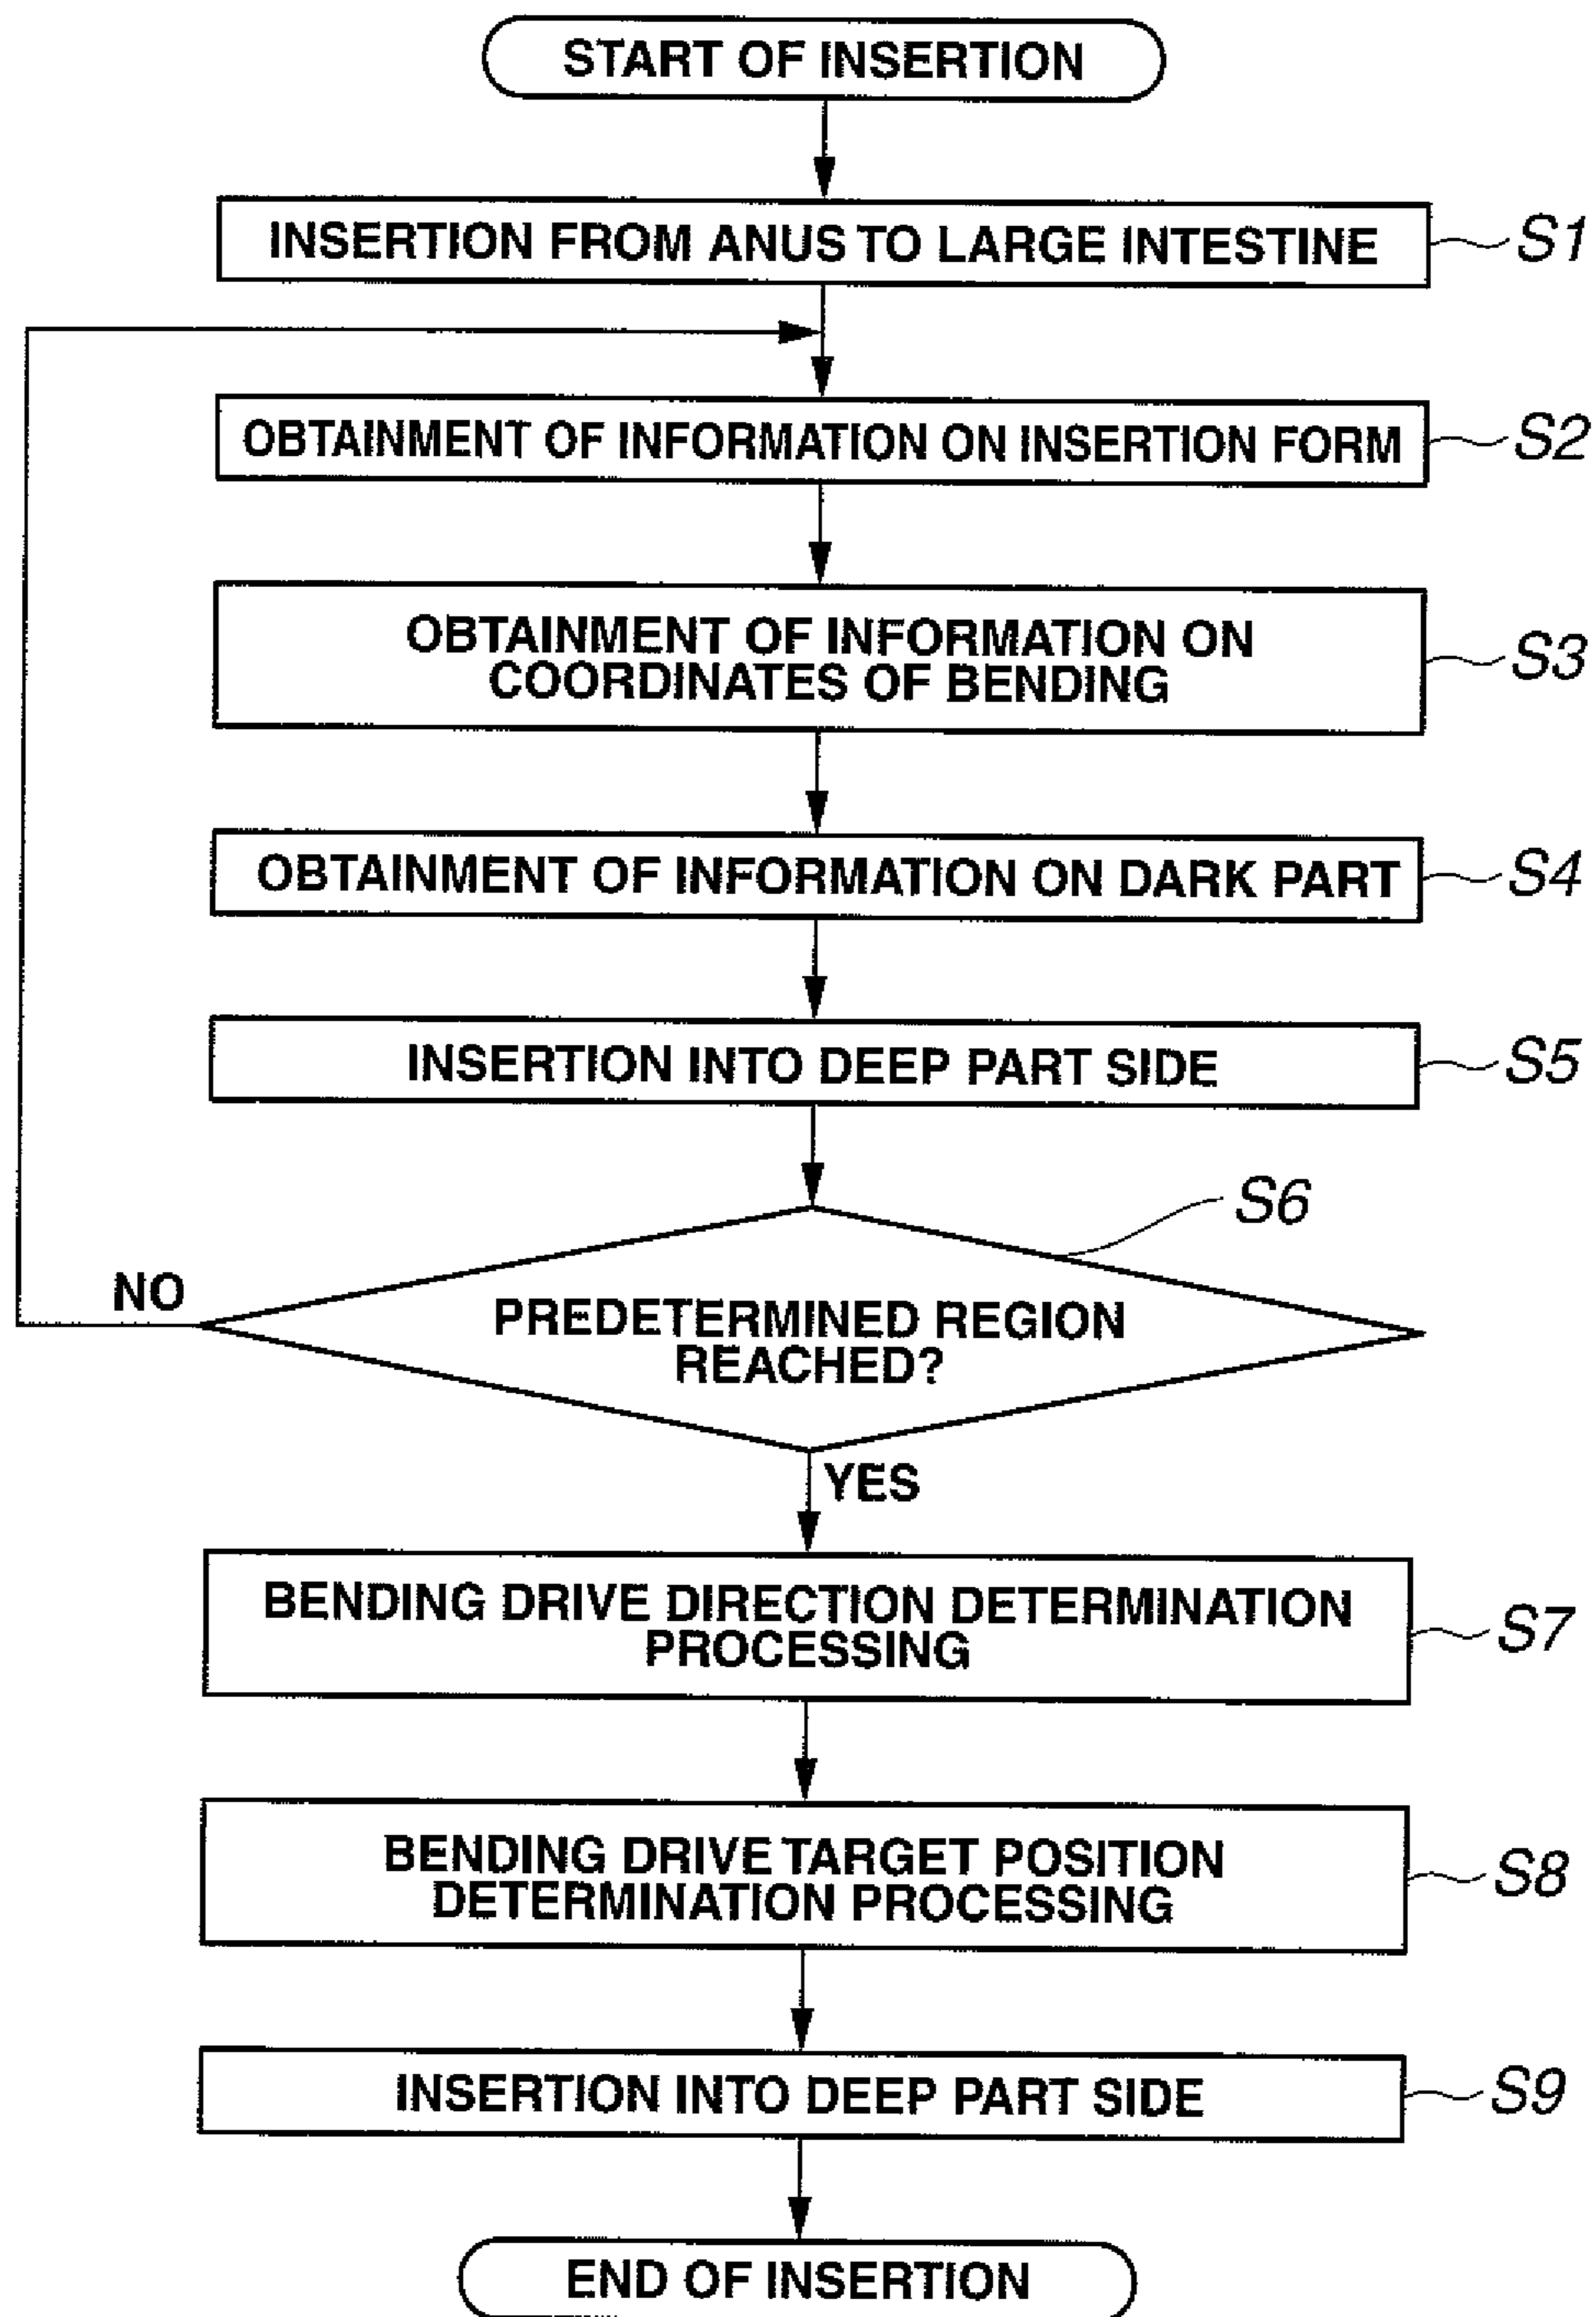 START OF INSERTION
INSERTION FROM ANUS TO LARGE INTESTINE
S1
OBTAINMENT OF INFORMATION ON INSERTION FORM
S2
OBTAINMENT OF INFORMATION ON
COORDINATES OF BENDING
S3
OBTAINMENT OF INFORMATION ON DARK PART
S4
INSERTION INTO DEEP PART SIDE
S5
S6
NO
PREDETERMINED REGION
REACHED?
YES
BENDING DRIVE DIRECTION DETERMINATION
PROCESSING
S7
BENDING DRIVE TARGET POSITION
DETERMINATION PROCESSING
S8
INSERTION INTO DEEP PART SIDE
S9
END OF INSERTION